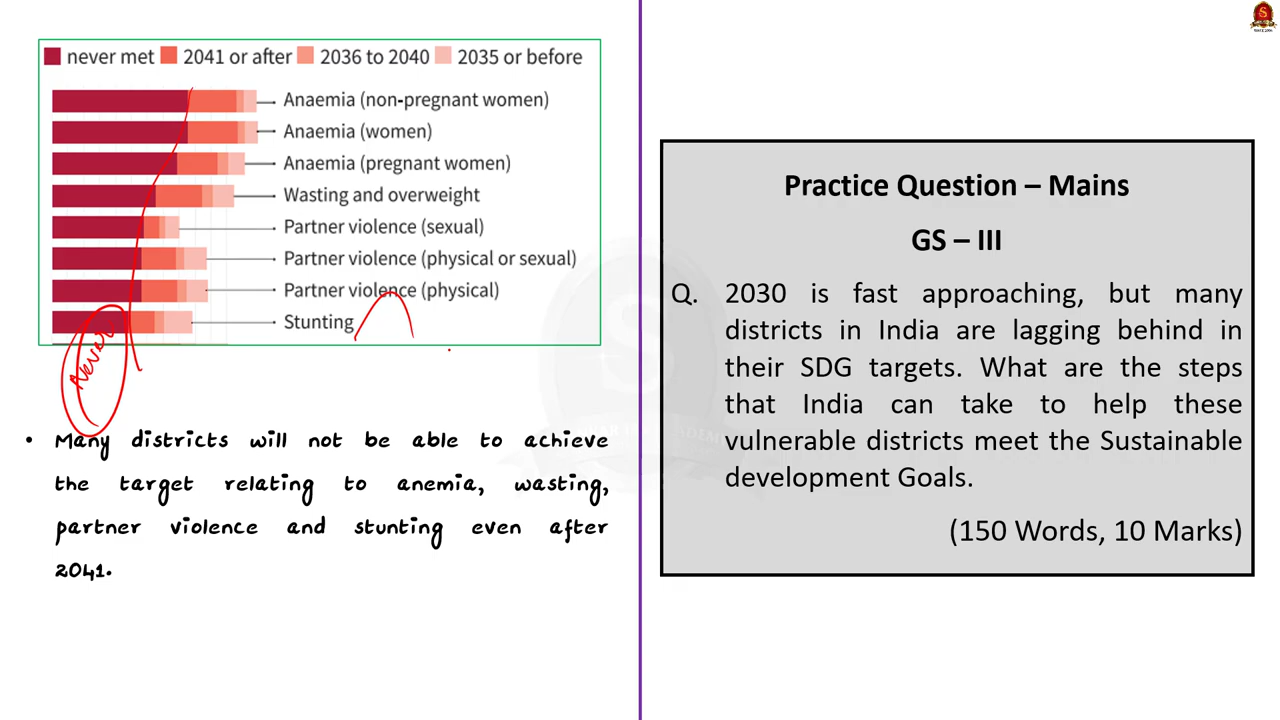 never met 2041 or after 2036 to 2040 2035 or before
Anaemia (non-pregnant women)
Anaemia (women)
Anaemia (pregnant women)
Wasting and overweight
Partner violence (sexual)
Partner violence (physical or sexual)
Partner violence (physical)
Stunting
Never
• Many districts will not be able to achieve
the target relating to anemia, wasting,
partner violence and stunting even after
2041.
Practice Question – Mains
GS – III
Q. 2030 is fast approaching, but many
districts in India are lagging behind in
their SDG targets. What are the steps
that India can take to help these
vulnerable districts meet the Sustainable
development Goals.
(150 Words, 10 Marks)